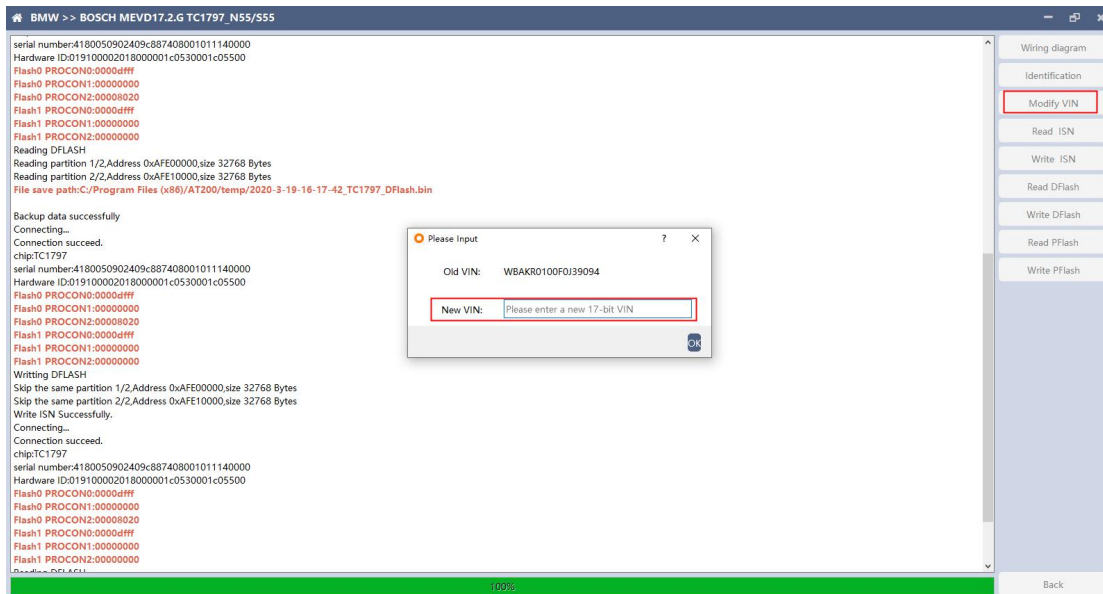 BMW >> BOSCH MEVD17.2.G TC1797_N55/S55
serial number:4180050902409c887408001011140000
Hardware ID:019100002018000001c0530001c05500
Flash0 PROCON0:0000dfff
Flash0 PROCON1:00000000
Flash0 PROCON2:00008020
Flash1 PROCON0:0000dfff
Flash1 PROCON1:00000000
Flash1 PROCON2:00000000
Reading DFLASH
Reading partition 1/2,Address 0xAFE00000,size 32768 Bytes
Reading partition 2/2,Address 0xAFE10000,size 32768 Bytes
File save path:C:/Program Files (x86)/AT200/temp/2020-3-19-16-17-42_TC1797_DFlash.bin
Backup data successfully
Connecting...
Connection succeed.
chip:TC1797
serial number:4180050902409c887408001011140000
Hardware ID:019100002018000001c0530001c05500
Flash0 PROCON0:0000dfff
Flash0 PROCON1:00000000
Flash0 PROCON2:00008020
Flash1 PROCON0:0000dfff
Flash1 PROCON1:00000000
Flash1 PROCON2:00000000
Writting DFLASH
Skip the same partition 1/2,Address 0xAFE00000,size 32768 Bytes
Skip the same partition 2/2,Address 0xAFE10000,size 32768 Bytes
Write ISN Successfully.
Connecting...
Connection succeed.
chip:TC1797
serial number:4180050902409c887408001011140000
Hardware ID:019100002018000001c0530001c05500
Flash0 PROCON0:0000dfff
Flash0 PROCON1:00000000
Flash0 PROCON2:00008020
Flash1 PROCON0:0000dfff
Flash1 PROCON1:00000000
Flash1 PROCON2:00000000
Reading DFLASH
100%
Please Input
Old VIN: WBAKR0100F0J39094
New VIN: Please enter a new 17-bit VIN
OK
Wiring diagram
Identification
Modify VIN
Read ISN
Write ISN
Read DFlash
Write DFlash
Read PFlash
Write PFlash
Back